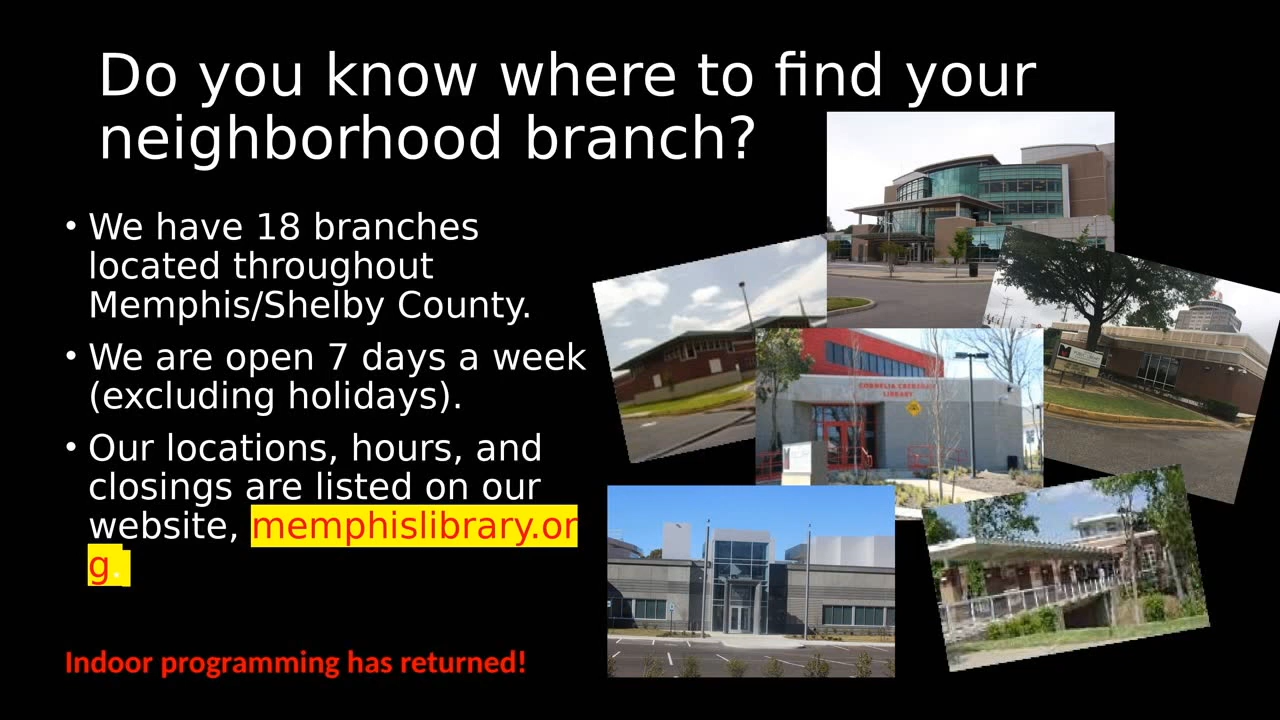 Do you know where to find your
neighborhood branch?
• We have 18 branches
located throughout
Memphis/Shelby County.
• We are open 7 days a week
(excluding holidays).
• Our locations, hours, and
closings are listed on our
website, memphislibrary.or
g.
Indoor programming has returned!
LIBRARY